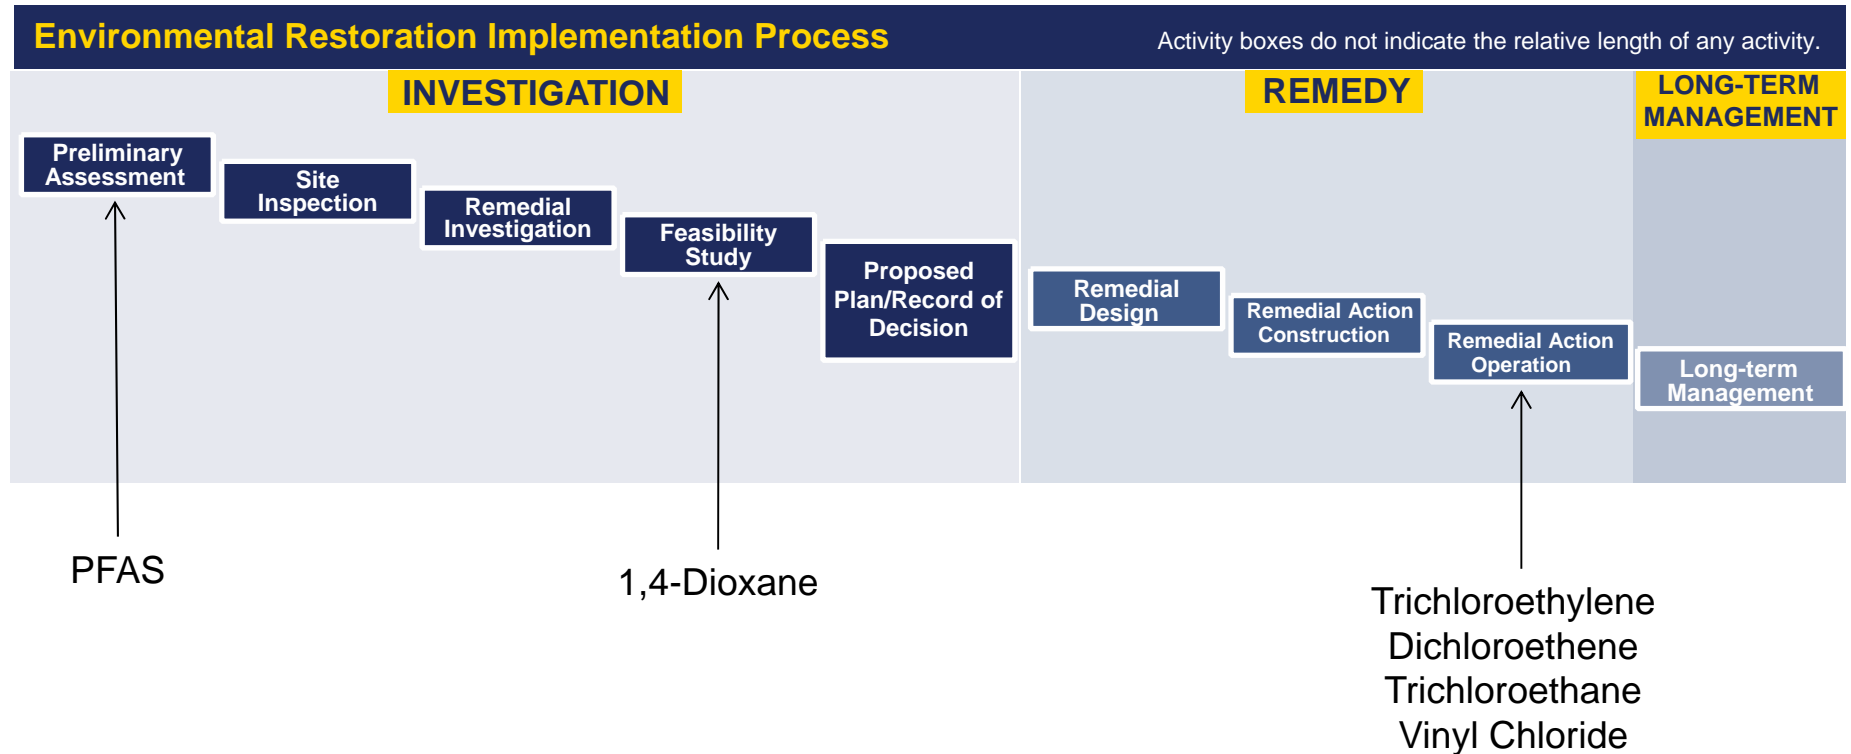 Environmental Restoration Implementation Process
Activity boxes do not indicate the relative length of any activity.
INVESTIGATION
REMEDY
LONG-TERM
MANAGEMENT
Preliminary
Assessment
Site
Inspection
Remedial
Investigation
Feasibility
Study
Proposed
Plan/Record of
Decision
Remedial
Design
Remedial Action
Construction
Remedial Action
Operation
Long-term
Management
PFAS
1,4-Dioxane
Trichloroethylene
Dichloroethene
Trichloroethane
Vinyl Chloride